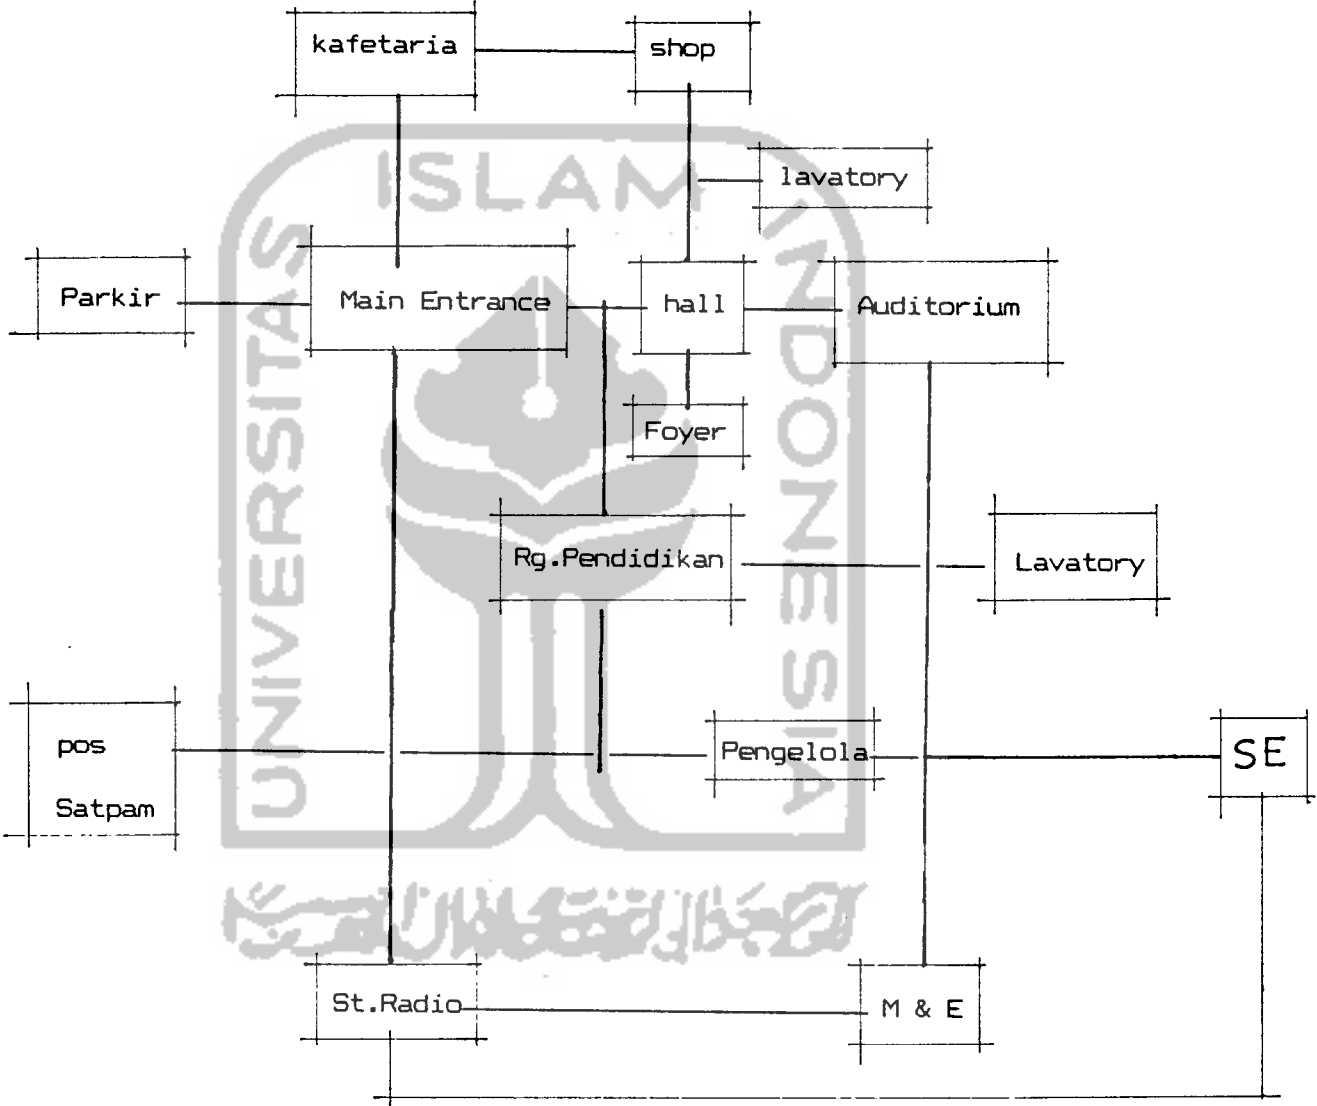 kafetaria
shop
lavatory
Parkir
Main Entrance
hall
Auditorium
Foyer
Rg.Pendidikan
Lavatory
pos
Satpam
Pengelola
SE
St.Radio
M & E
UNIVERSITAS
ISLAM
INDONESIA